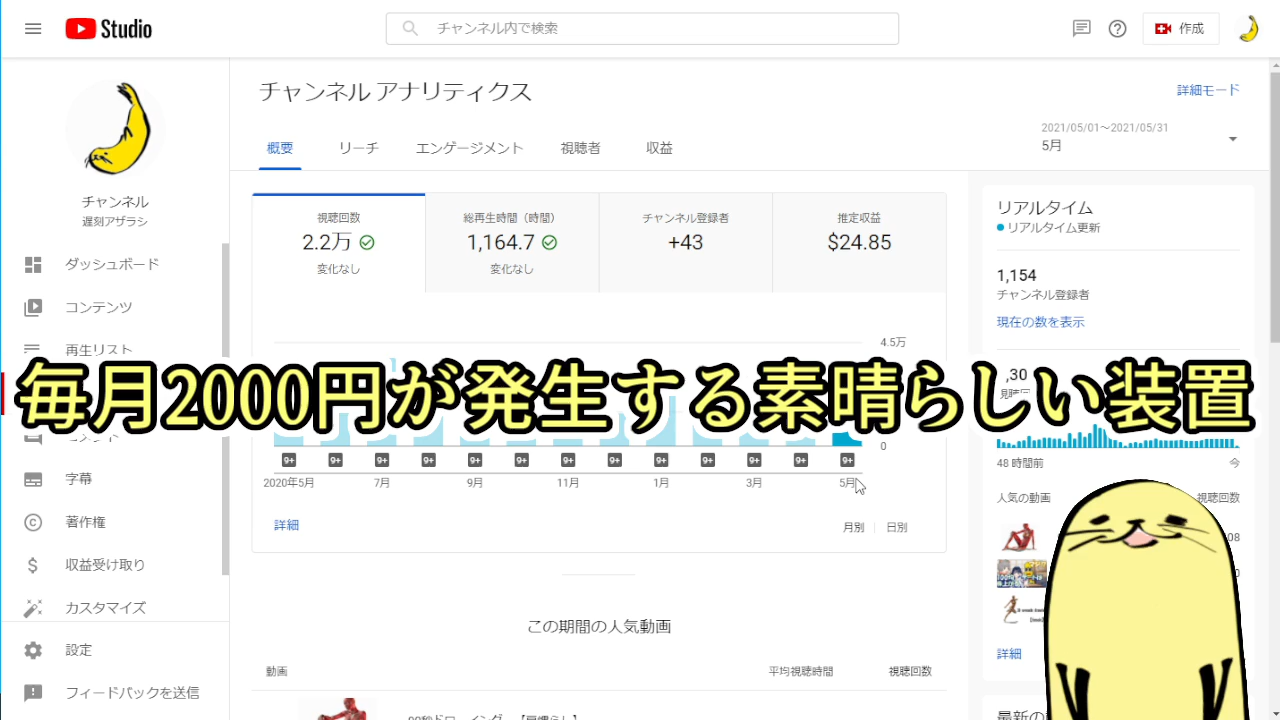 Studio
チャンネル内で検索
作成
チャンネル
遅刻アザラシ
ダッシュボード
コンテンツ
再生リスト
字幕
著作権
収益受け取り
カスタマイズ
設定
フィードバックを送信
チャンネル アナリティクス
詳細モード
2021/05/01～2021/05/31
5月
概要
リーチ
エンゲージメント
視聴者
収益
視聴回数
2.2万
変化なし
総再生時間（時間）
1,164.7
変化なし
チャンネル登録者
+43
推定収益
$24.85
4.5万
毎月2000円が発生する素晴らしい装置
0
9+ 9+ 9+ 9+ 9+ 9+ 9+ 9+ 9+ 9+ 9+ 9+ 9+
2020年5月 7月 9月 11月 1月 3月 5月
詳細
月別
日別
この期間の人気動画
動画
平均視聴時間
視聴回数
リアルタイム
リアルタイム更新
1,154
チャンネル登録者
現在の数を表示
,30
48 時間前
今
人気の動画
視聴回数
詳細